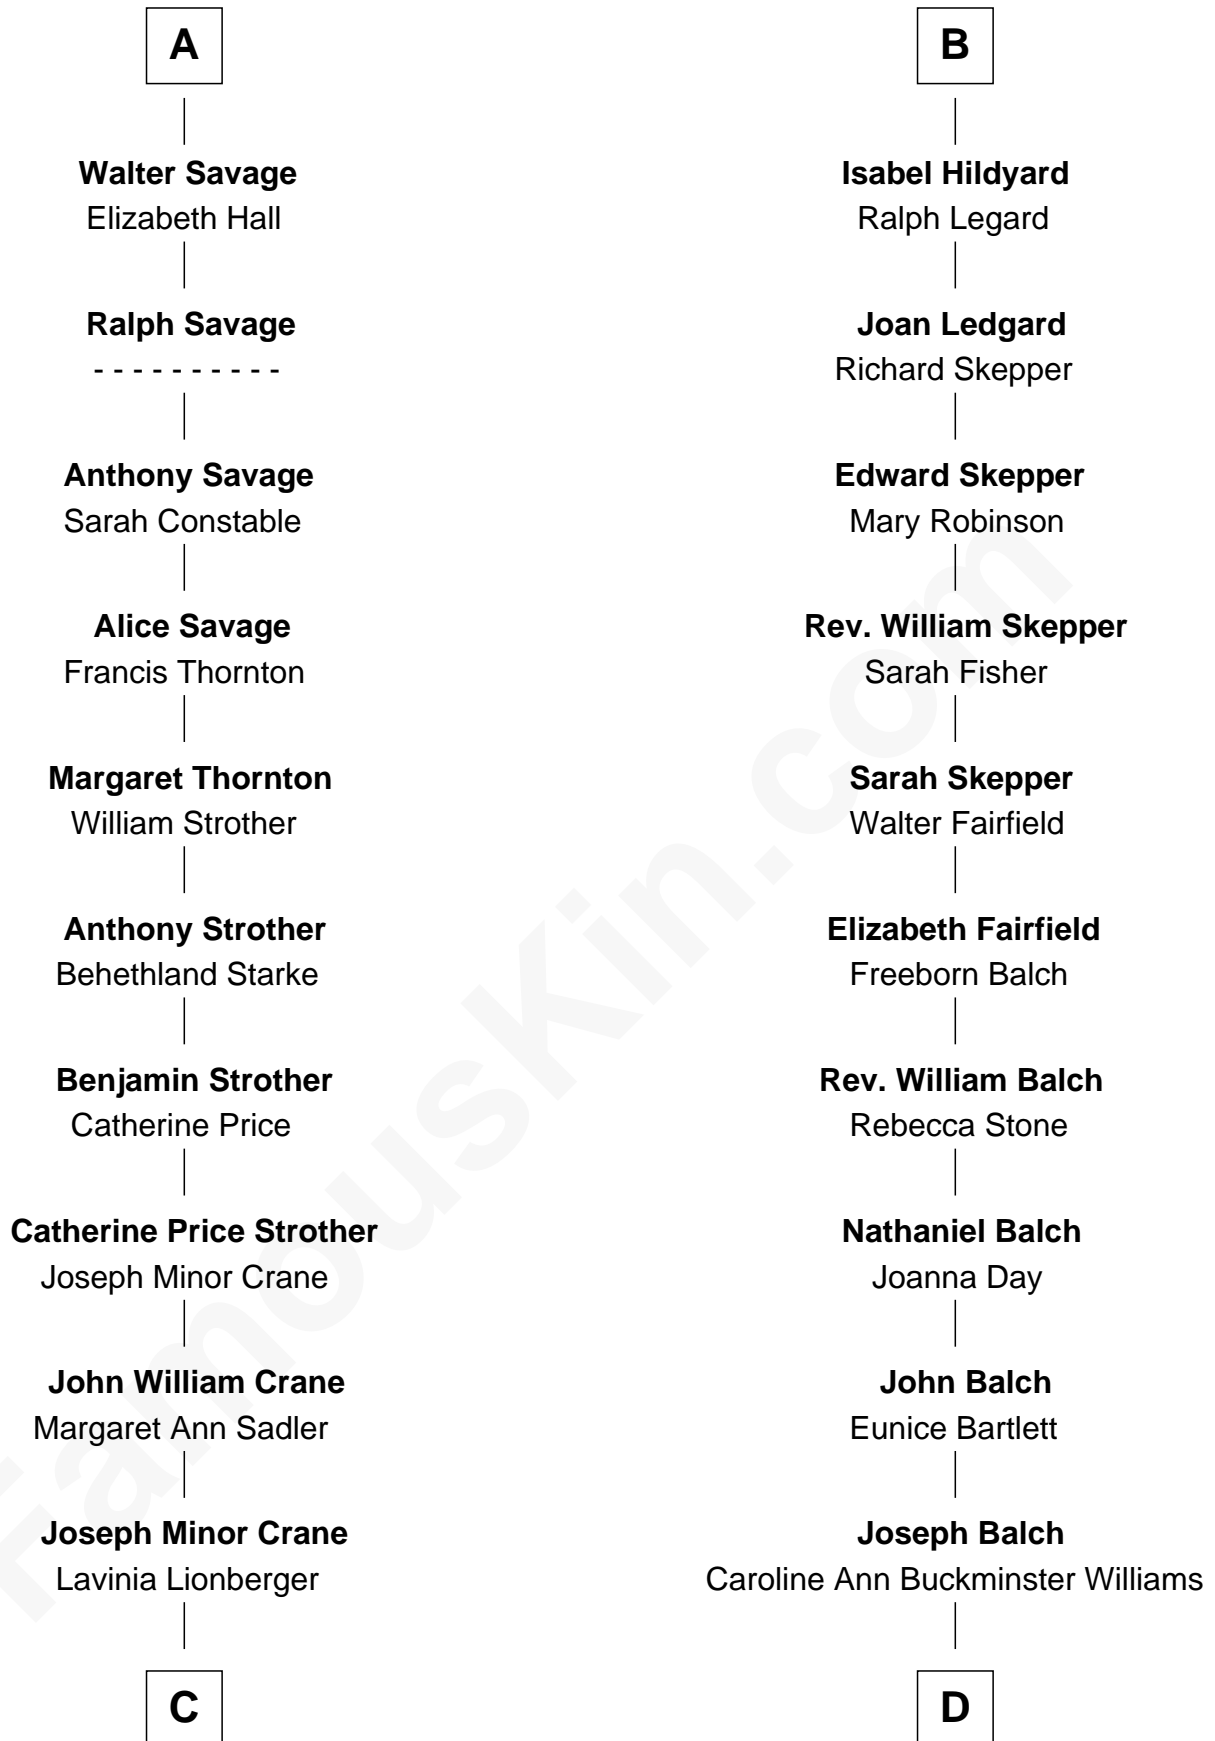 A
Walter Savage
Elizabeth Hall
Ralph Savage
- - - - - - - - - -
Anthony Savage
Sarah Constable
Alice Savage
Francis Thornton
Margaret Thornton
William Strother
Anthony Strother
Behethland Starke
Benjamin Strother
Catherine Price
Catherine Price Strother
Joseph Minor Crane
John William Crane
Margaret Ann Sadler
Joseph Minor Crane
Lavinia Lionberger
C
B
Isabel Hildyard
Ralph Legard
Joan Ledgard
Richard Skepper
Edward Skepper
Mary Robinson
Rev. William Skepper
Sarah Fisher
Sarah Skepper
Walter Fairfield
Elizabeth Fairfield
Freeborn Balch
Rev. William Balch
Rebecca Stone
Nathaniel Balch
Joanna Day
John Balch
Eunice Bartlett
Joseph Balch
Caroline Ann Buckminster Williams
D
FamousKin.com